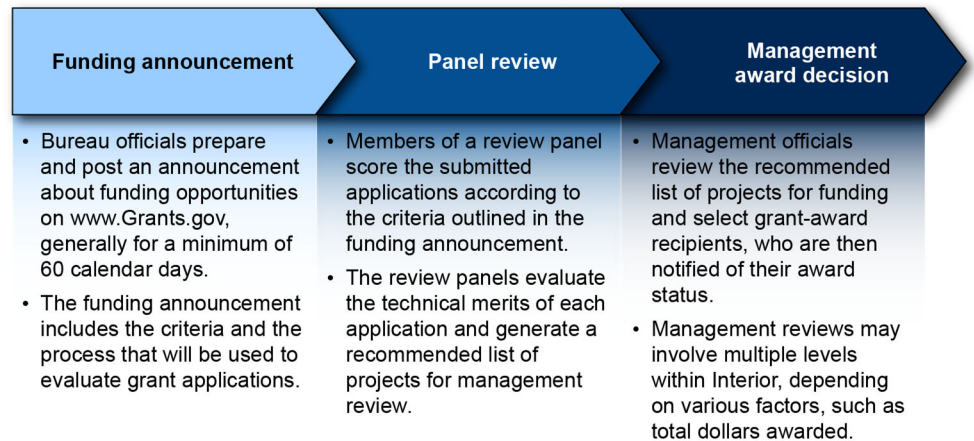 Funding announcement
Panel review
Management
award decision
• Bureau officials prepare
and post an announcement
about funding opportunities
on www.Grants.gov,
generally for a minimum of
60 calendar days.
• The funding announcement
includes the criteria and the
process that will be used to
evaluate grant applications.
• Members of a review panel
score the submitted
applications according to
the criteria outlined in the
funding announcement.
• The review panels evaluate
the technical merits of each
application and generate a
recommended list of
projects for management
review.
• Management officials
review the recommended
list of projects for funding
and select grant-award
recipients, who are then
notified of their award
status.
• Management reviews may
involve multiple levels
within Interior, depending
on various factors, such as
total dollars awarded.